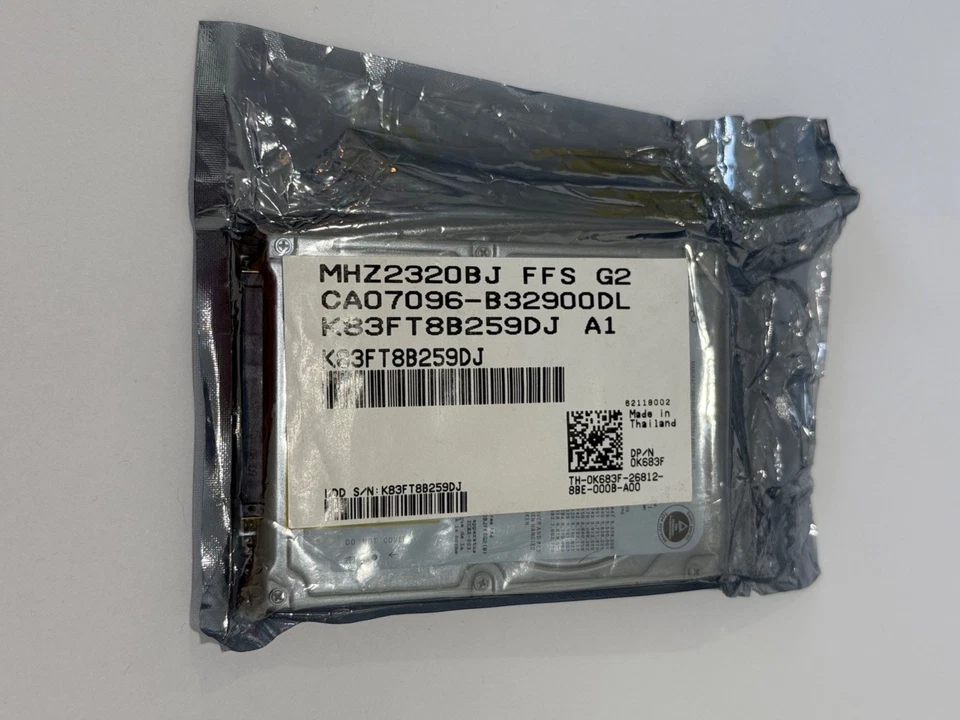 MHZ2320BJ FFS G2
CA07096-B32900DL
K83FT8B259DJ A1
K83FT8B259DJ
82118002
Made in
Thailand
DP/N
0K683F
TH-0K683F-26812-
8BE-000B-A00
S/N:K83FT8B259DJ